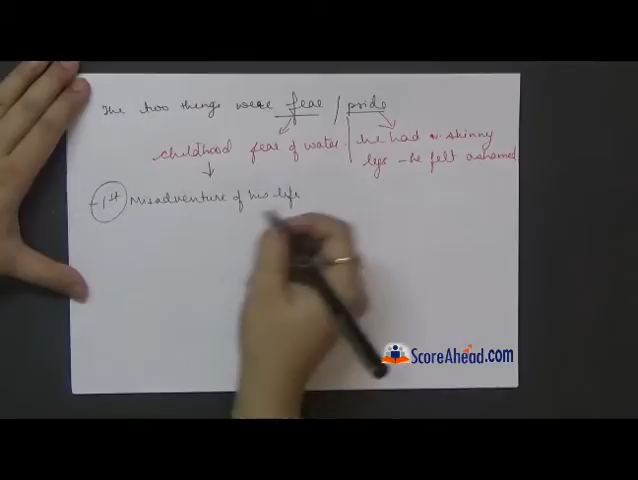 The two things were fear / pride
childhood fear of water. he had v. skinny
legs - he felt ashamed
1st Misadventure of his life
ScoreAhead.com